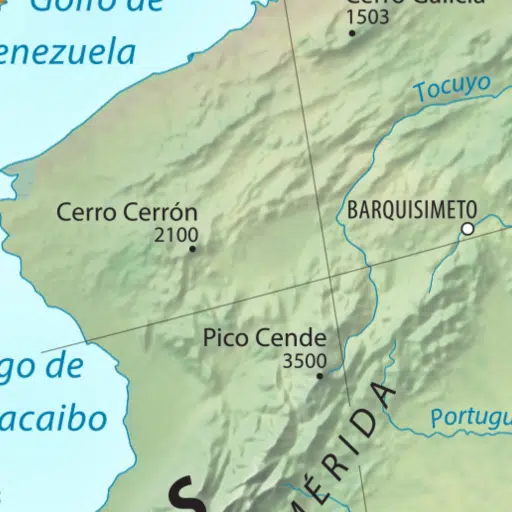 Golfo de
enezuela
Cerro Galicia
1503
Tocuyo
Cerro Cerrón
2100
BARQUISIMETO
Pico Cende
3500
go de
acaibo
Portugu
MÉRIDA
S